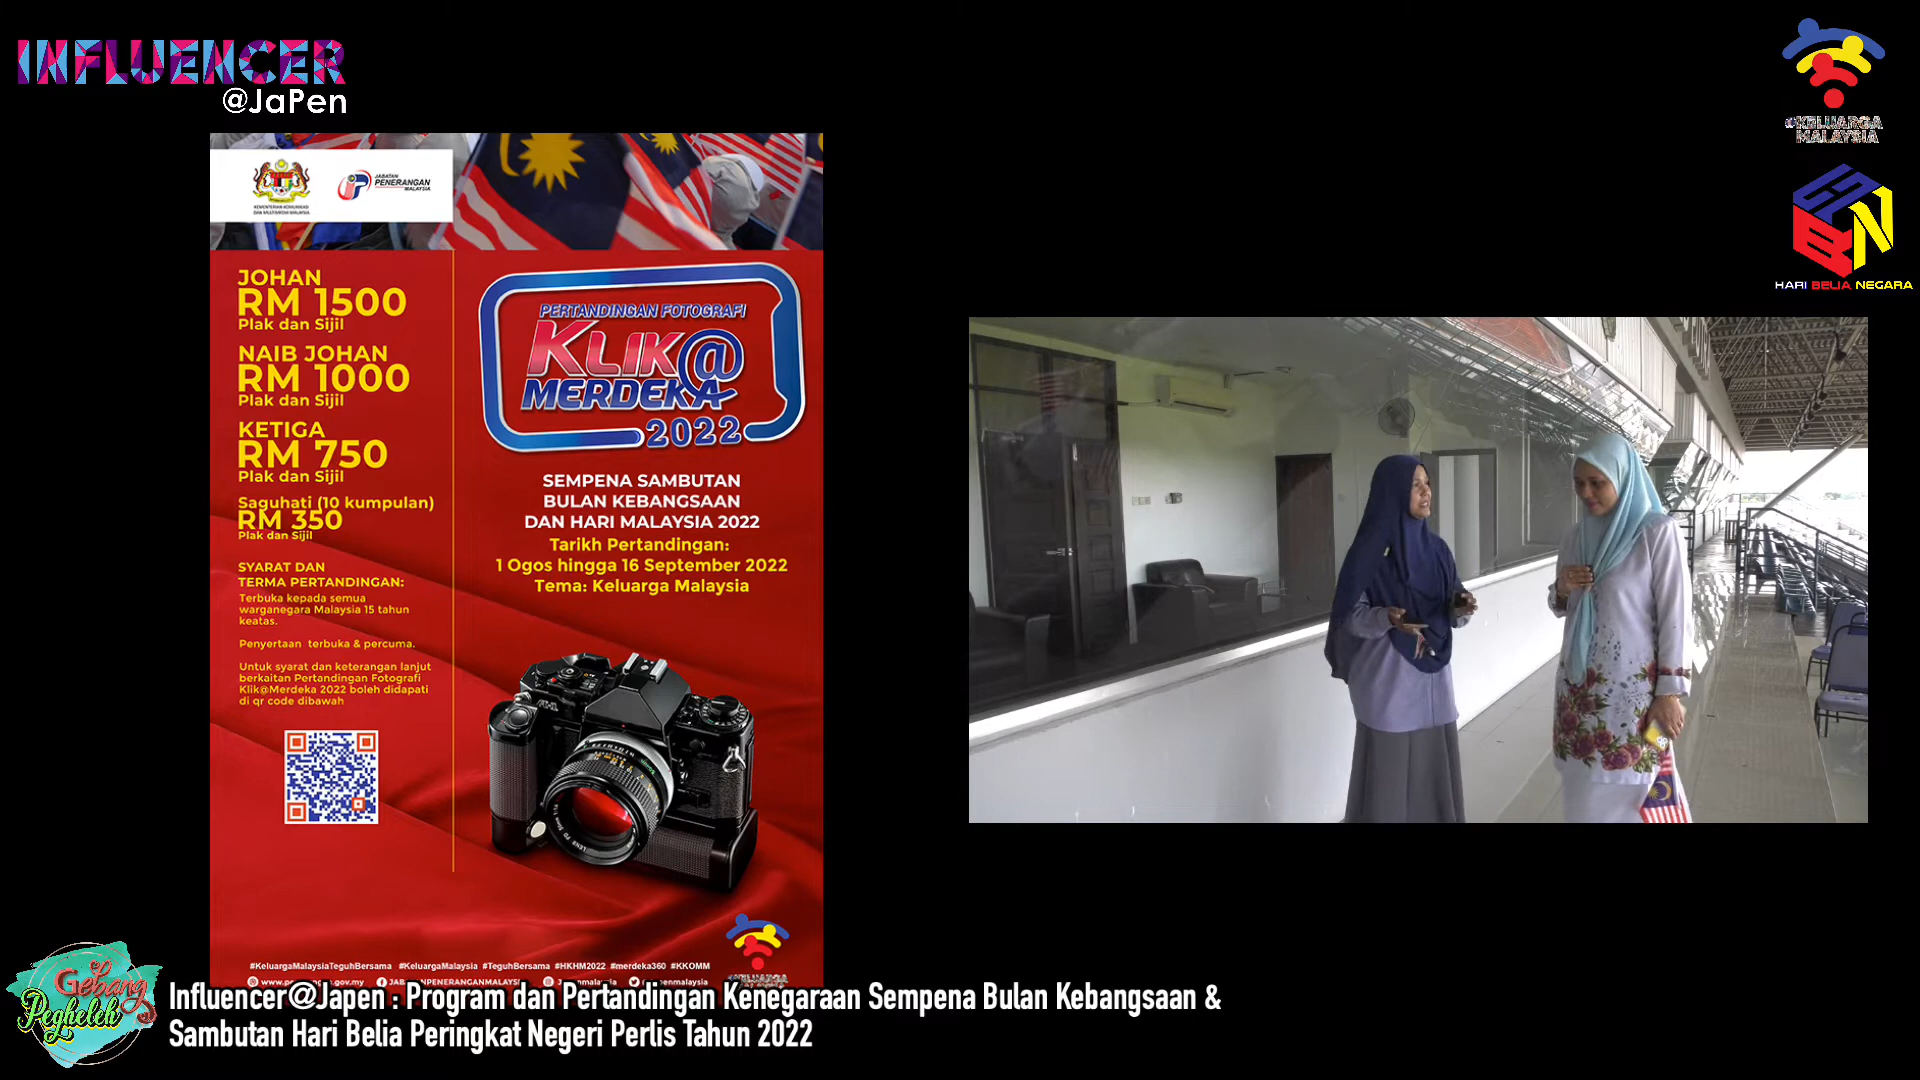 INFLUENCER
@JaPen
KEMENTERIAN KOMUNIKASI
DAN MULTIMEDIA MALAYSIA
JABATAN
PENERANGAN
MALAYSIA
JOHAN
RM 1500
Plak dan Sijil
NAIB JOHAN
RM 1000
Plak dan Sijil
KETIGA
RM 750
Plak dan Sijil
Saguhati (10 kumpulan)
RM 350
Plak dan Sijil
SYARAT DAN
TERMA PERTANDINGAN:
Terbuka kepada semua
warganegara Malaysia 15 tahun
keatas.
Penyertaan terbuka & percuma.
Untuk syarat dan keterangan lanjut
berkaitan Pertandingan Fotografi
Klik@Merdeka 2022 boleh didapati
di qr code dibawah
PERTANDINGAN FOTOGRAFI
KLIK@
MERDEKA
2022
SEMPENA SAMBUTAN
BULAN KEBANGSAAN
DAN HARI MALAYSIA 2022
Tarikh Pertandingan:
1 Ogos hingga 16 September 2022
Tema: Keluarga Malaysia
#KeluargaMalaysiaTeguhBersama #KeluargaMalaysia #TeguhBersama #HKHM2022 #merdeka360 #KKOMM
#KELUARGA
MALAYSIA
HARI BELIA NEGARA
Gebang
Pegheleh
Influencer@Japen : Program dan Pertandingan Kenegaraan Sempena Bulan Kebangsaan &
Sambutan Hari Belia Peringkat Negeri Perlis Tahun 2022